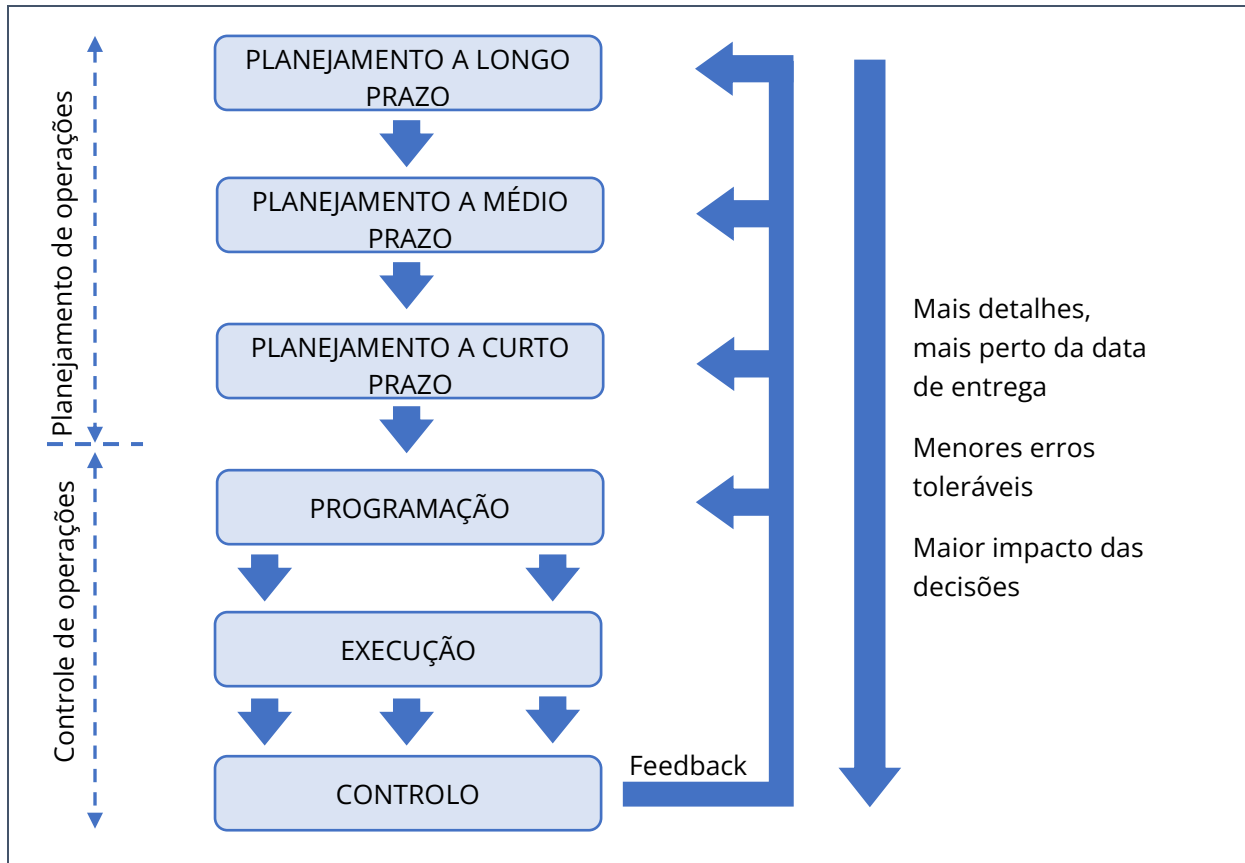 PLANEJAMENTO A LONGO
PRAZO
PLANEJAMENTO A MÉDIO
PRAZO
PLANEJAMENTO A CURTO
PRAZO
PROGRAMAÇÃO
EXECUÇÃO
CONTROLO
Planejamento de operações
Controle de operações
Feedback
Mais detalhes,
mais perto da data
de entrega
Menores erros
toleráveis
Maior impacto das
decisões